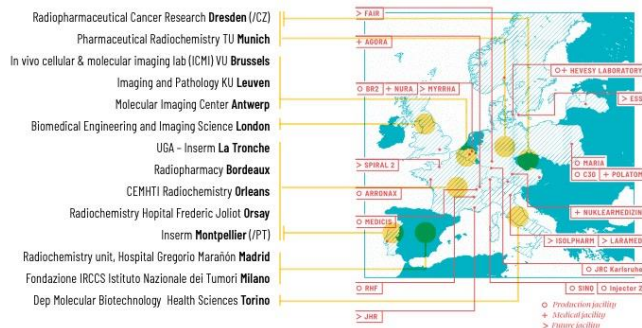 Radiopharmaceutical Cancer Research Dresden (/CZ)
Pharmaceutical Radiochemistry TU Munich
In vivo cellular & molecular imaging lab (ICMI) VU Brussels
Imaging and Pathology KU Leuven
Molecular Imaging Center Antwerp
Biomedical Engineering and Imaging Science London
UGA – Inserm La Tronche
Radiopharmacy Bordeaux
CEMHTI Radiochemistry Orleans
Radiochemistry Hopital Frederic Joliot Orsay
Inserm Montpellier (/PT)
Radiochemistry unit, Hospital Gregorio Marañón Madrid
Fondazione IRCCS Istituto Nazionale dei Tumori Milano
Dep Molecular Biotechnology Health Sciences Torino
> FAIR
+ AGORA
O+ HEVESY LABORATORY
O BR2 + NURA > MYRRHA
> ESS
> SPIRAL 2
O MARIA
O C30 + POLATOM
O ARRONAX
+ NUKLEARMEDIZIN
O MEDICIS
> ISOLPHARM > LARAMED
O JRC Karlsruhe
O RHF
O SINQ O Injector 2
> JHR
O Production facility
+ Medical facility
> Future facility